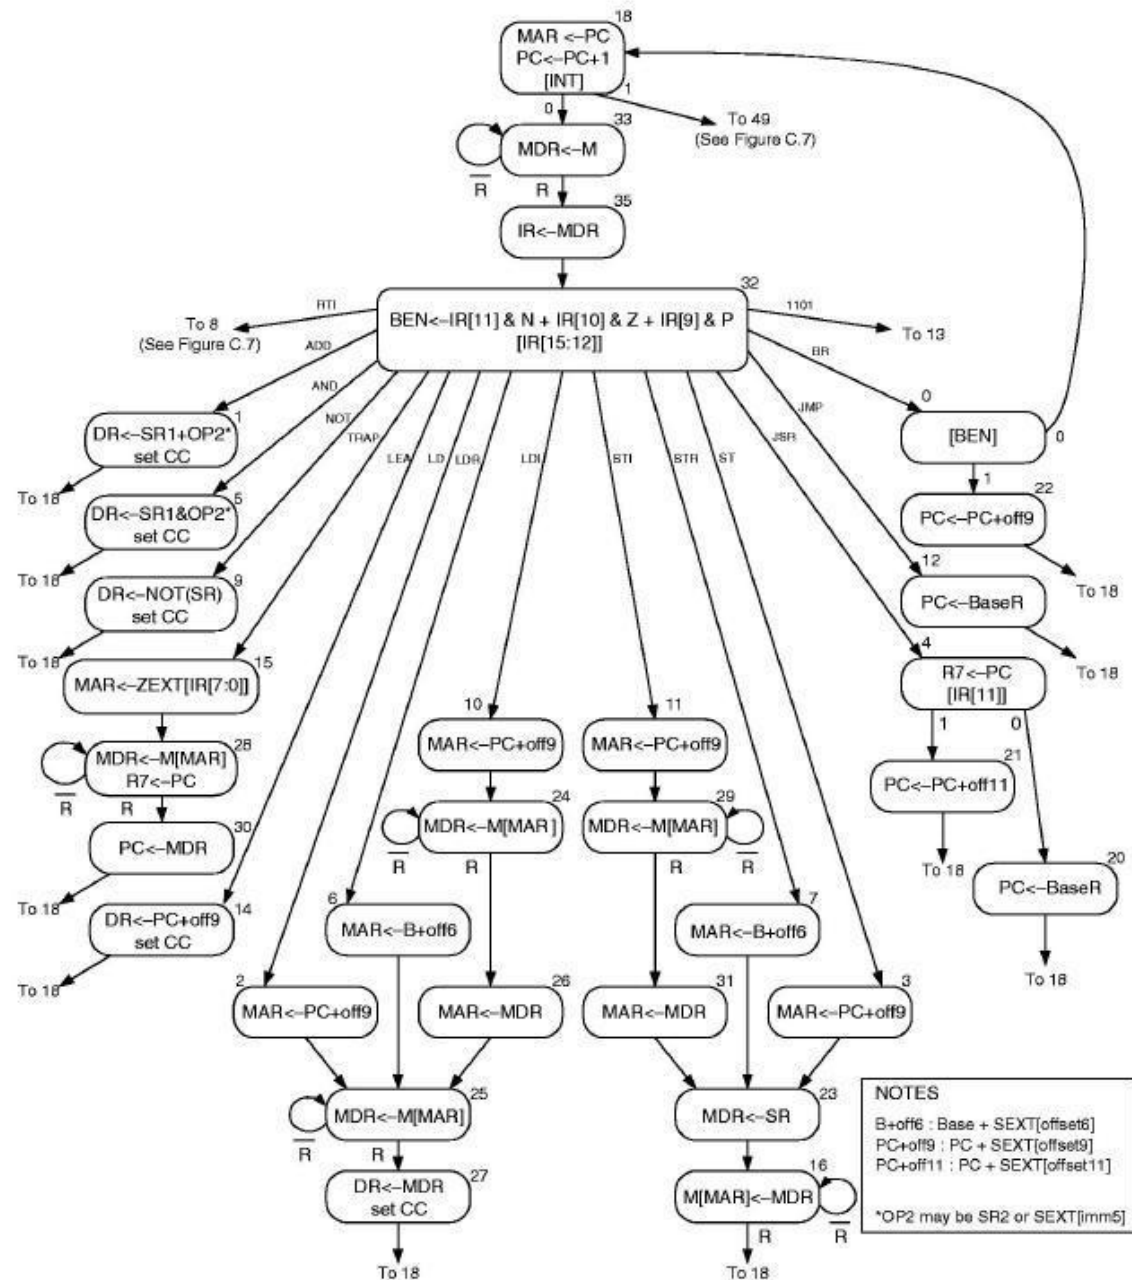 18
MAR <–PC
PC<–PC+1
[INT]
0
1
To 49
(See Figure C.7)
33
MDR<–M
R
R
35
IR<–MDR
32
BEN<–IR[11] & N + IR[10] & Z + IR[9] & P
[IR[15:12]]
RTI
To 8
(See Figure C.7)
1101
To 13
ADD
AND
NOT
TRAP
LEA
LD
LDR
LDI
STI
STR
ST
JSR
JMP
BR
1
DR<–SR1+OP2*
set CC
To 18
5
DR<–SR1&OP2*
set CC
To 18
9
DR<–NOT(SR)
set CC
To 18
15
MAR<–ZEXT[IR[7:0]]
28
MDR<–M[MAR]
R7<–PC
R
R
30
PC<–MDR
To 18
14
DR<–PC+off9
set CC
To 18
0
[BEN]
0
1
22
PC<–PC+off9
To 18
12
PC<–BaseR
To 18
4
R7<–PC
[IR[11]]
1
0
21
PC<–PC+off11
To 18
20
PC<–BaseR
To 18
10
MAR<–PC+off9
24
MDR<–M[MAR]
R
R
11
MAR<–PC+off9
29
MDR<–M[MAR]
R
R
6
MAR<–B+off6
7
MAR<–B+off6
2
MAR<–PC+off9
26
MAR<–MDR
31
MAR<–MDR
3
MAR<–PC+off9
25
MDR<–M[MAR]
R
R
27
DR<–MDR
set CC
To 18
23
MDR<–SR
16
M[MAR]<–MDR
R
R
To 18
NOTES
B+off6 : Base + SEXT[offset6]
PC+off9 : PC + SEXT[offset9]
PC+off11 : PC + SEXT[offset11]
*OP2 may be SR2 or SEXT[imm5]